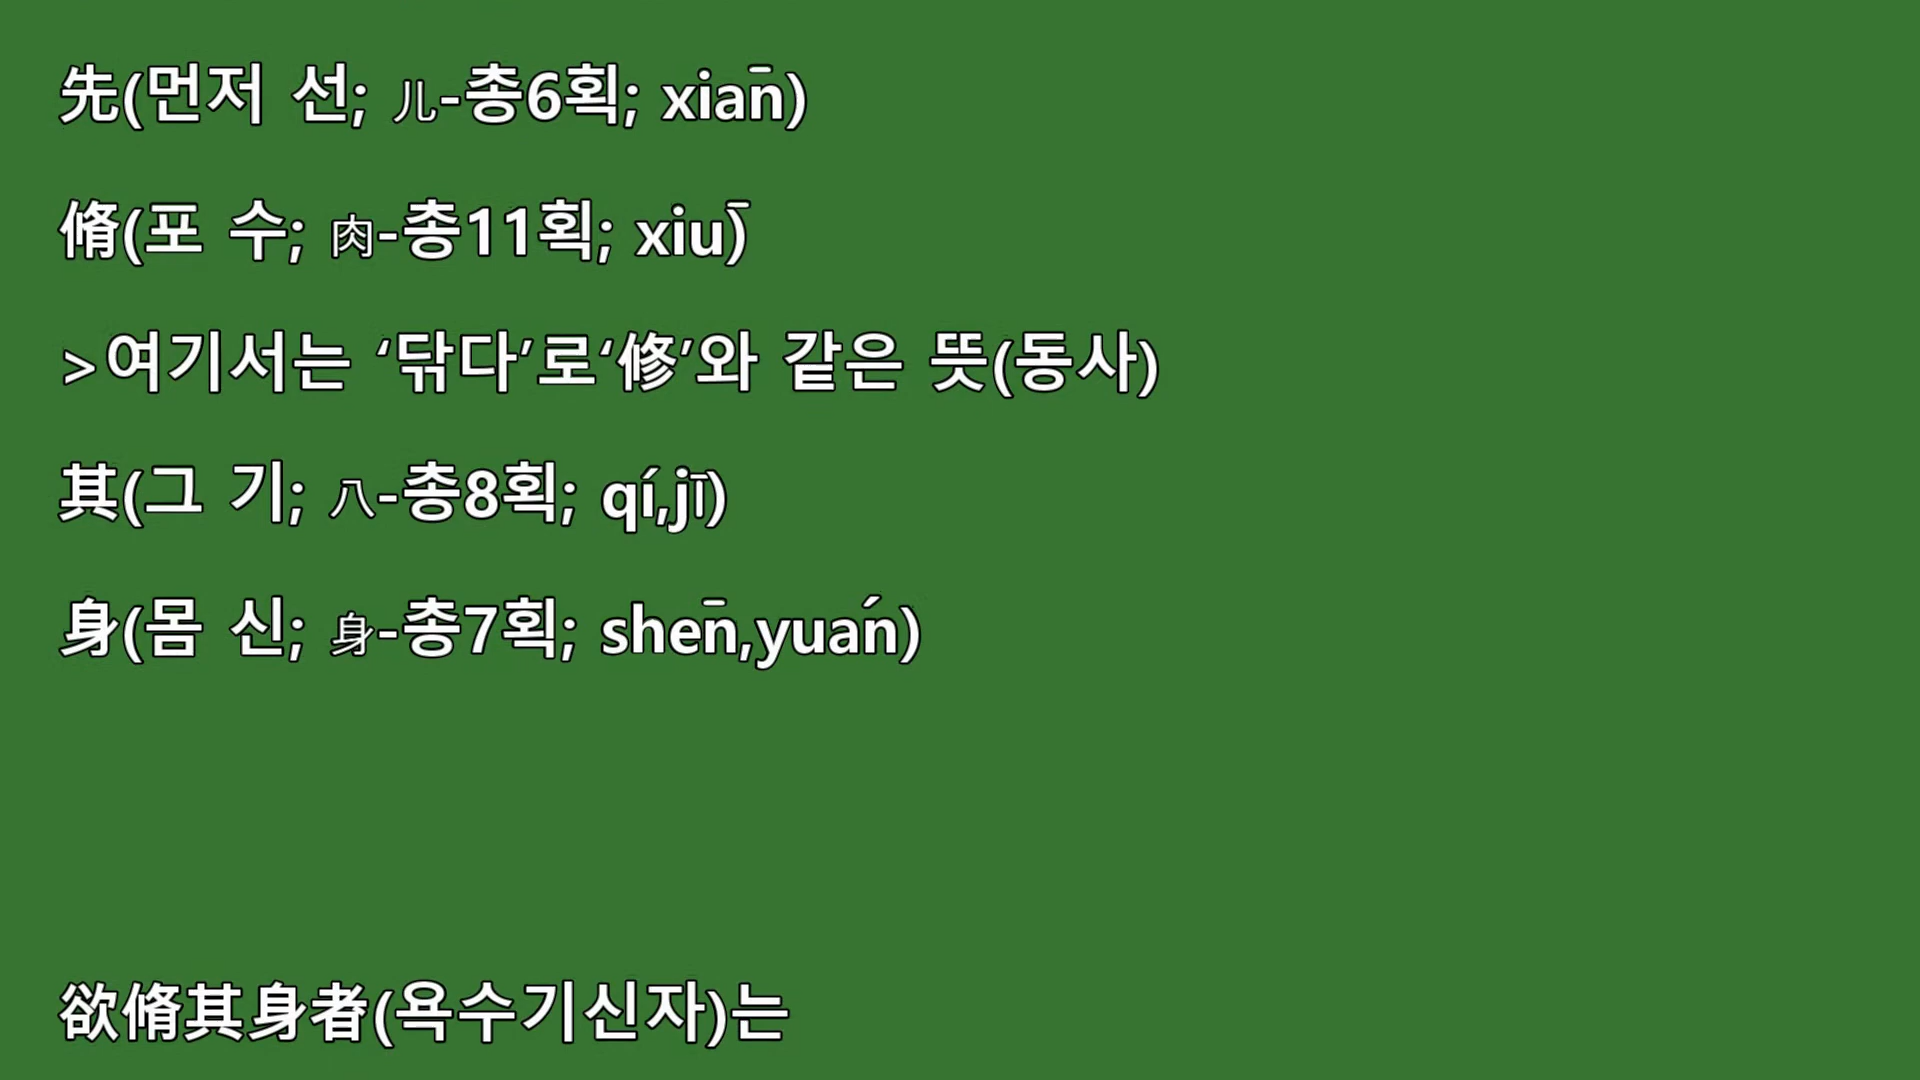 先(먼저 선; 儿-총6획; xiān)
脩(포 수; 肉-총11획; xiū)
>여기서는 ‘닦다’로‘修’와 같은 뜻(동사)
其(그 기; 八-총8획; qí,jī)
身(몸 신; 身-총7획; shēn,yuán)
欲脩其身者(욕수기신자)는